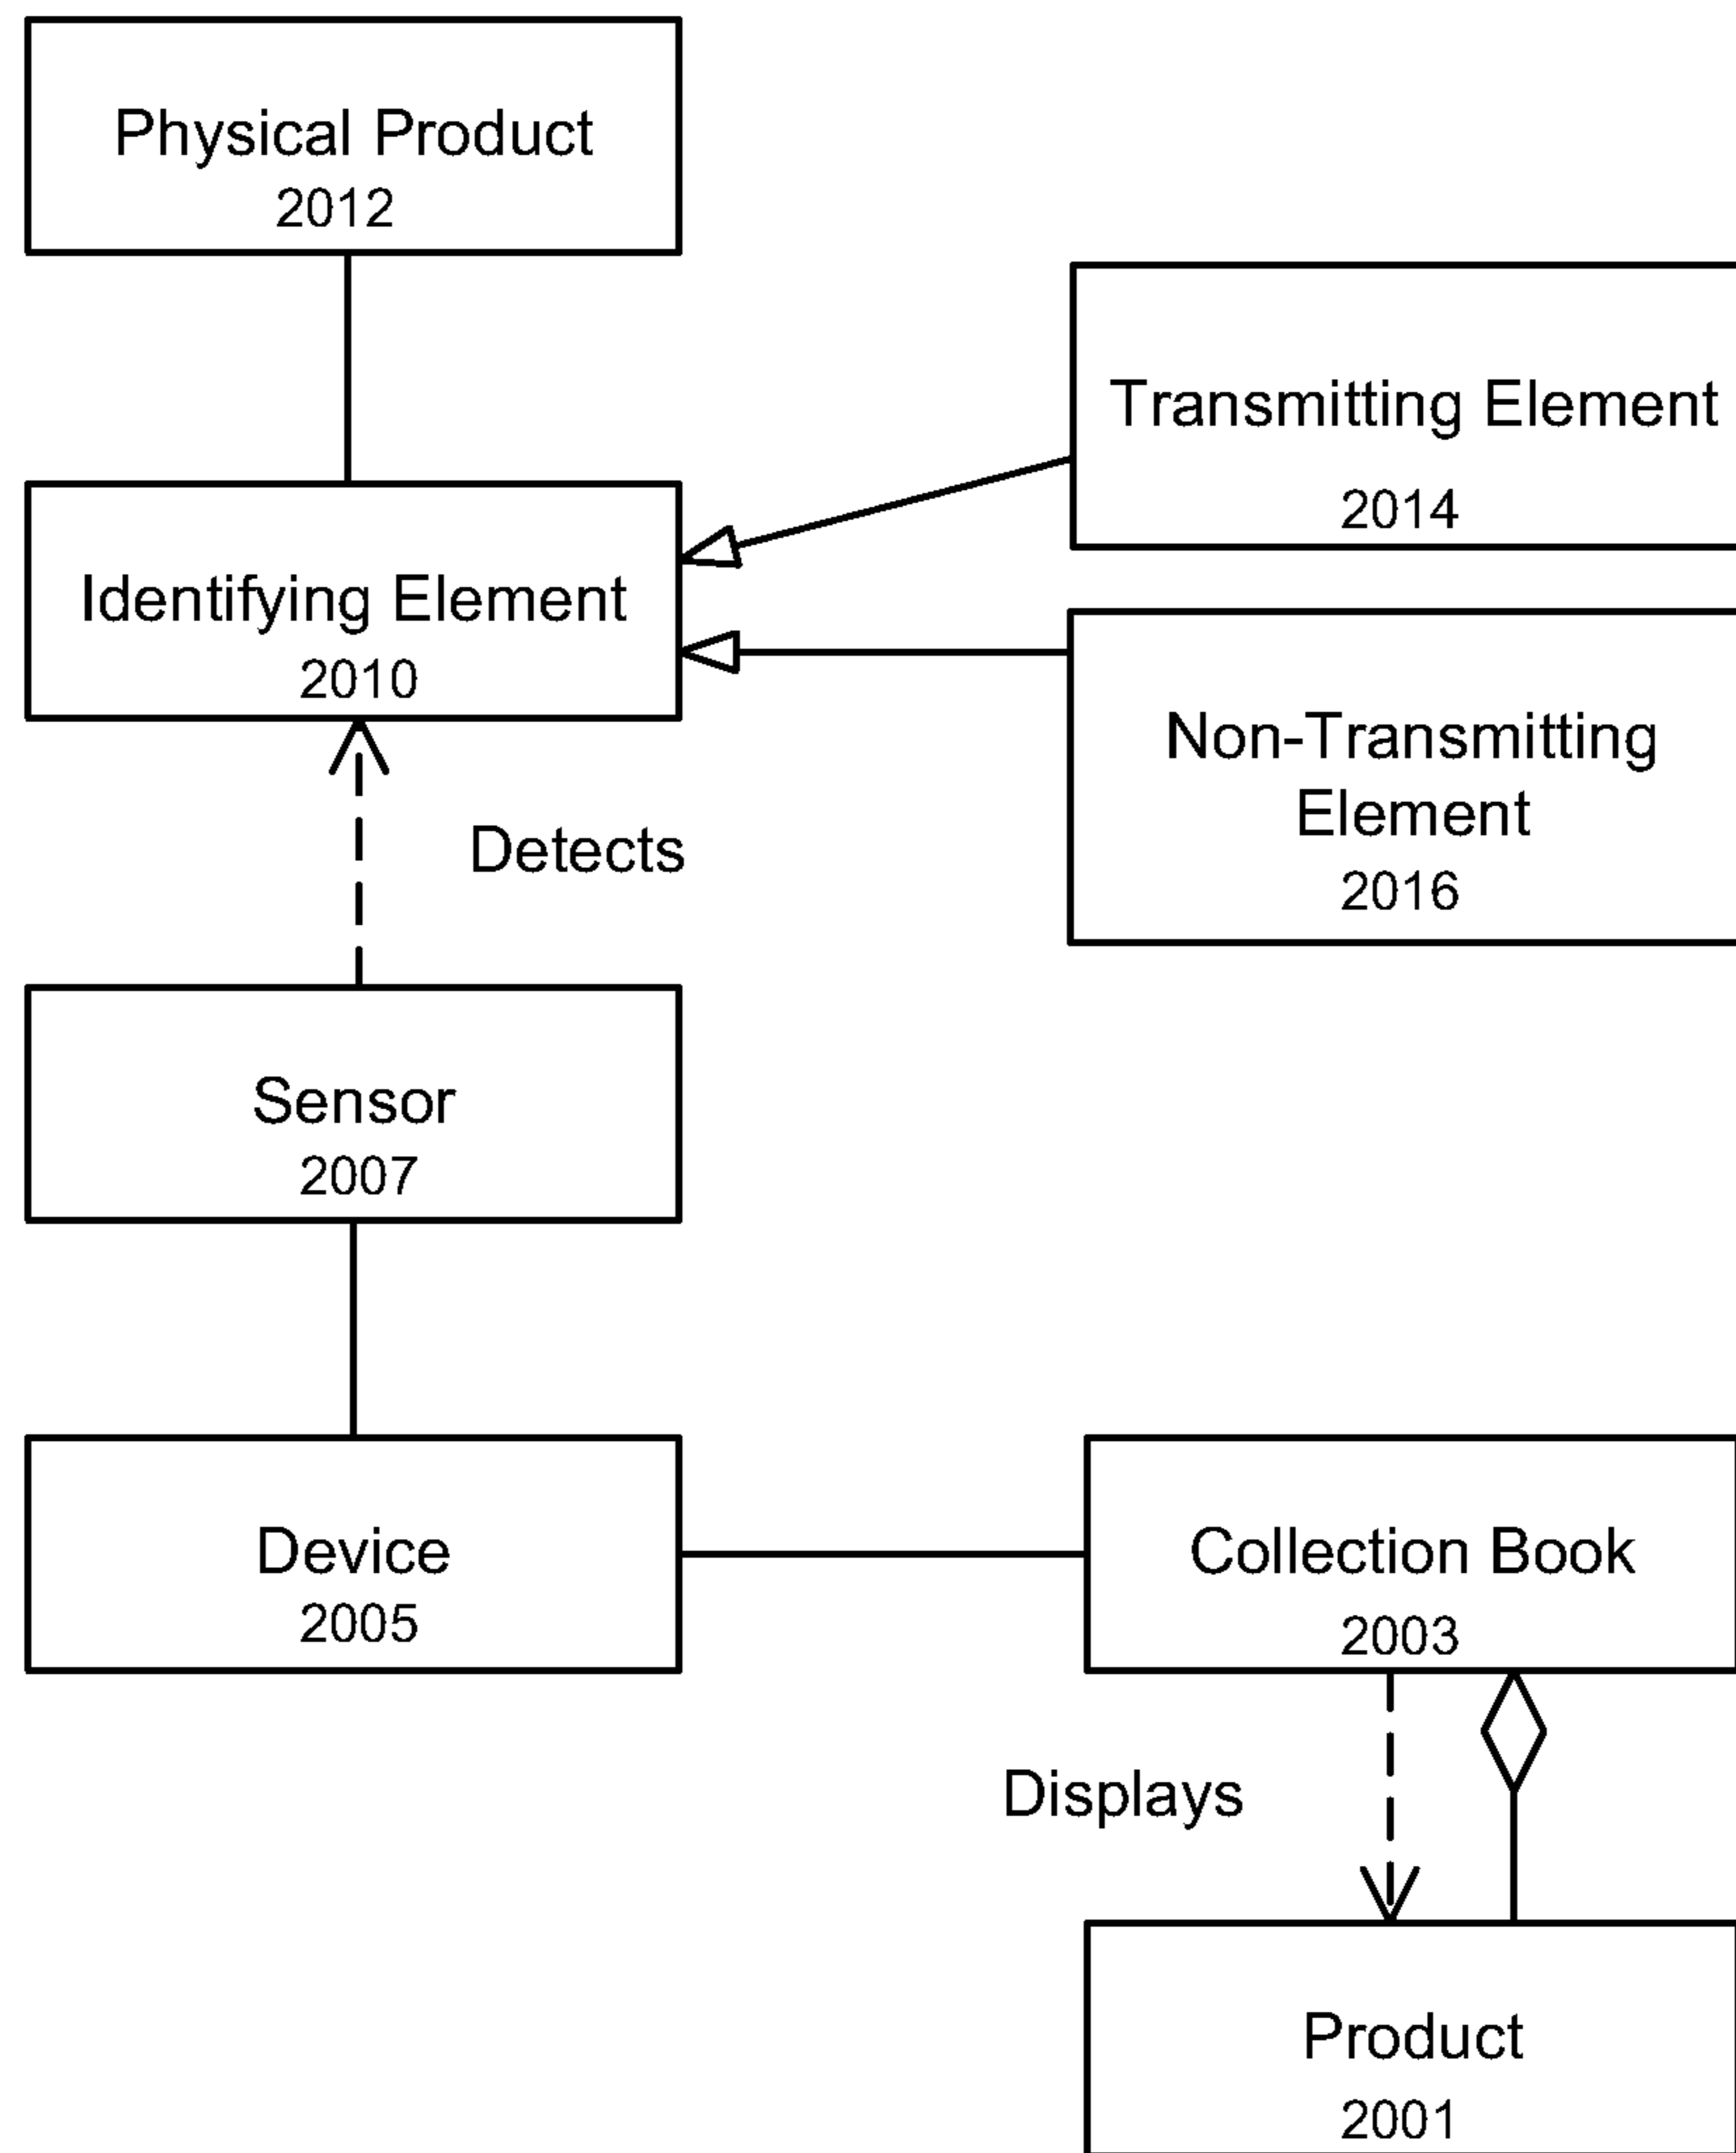 Physical Product
2012
Transmitting Element
2014
Identifying Element
2010
Non-Transmitting
Element
2016
Detects
Sensor
2007
Device
2005
Collection Book
2003
Displays
Product
2001